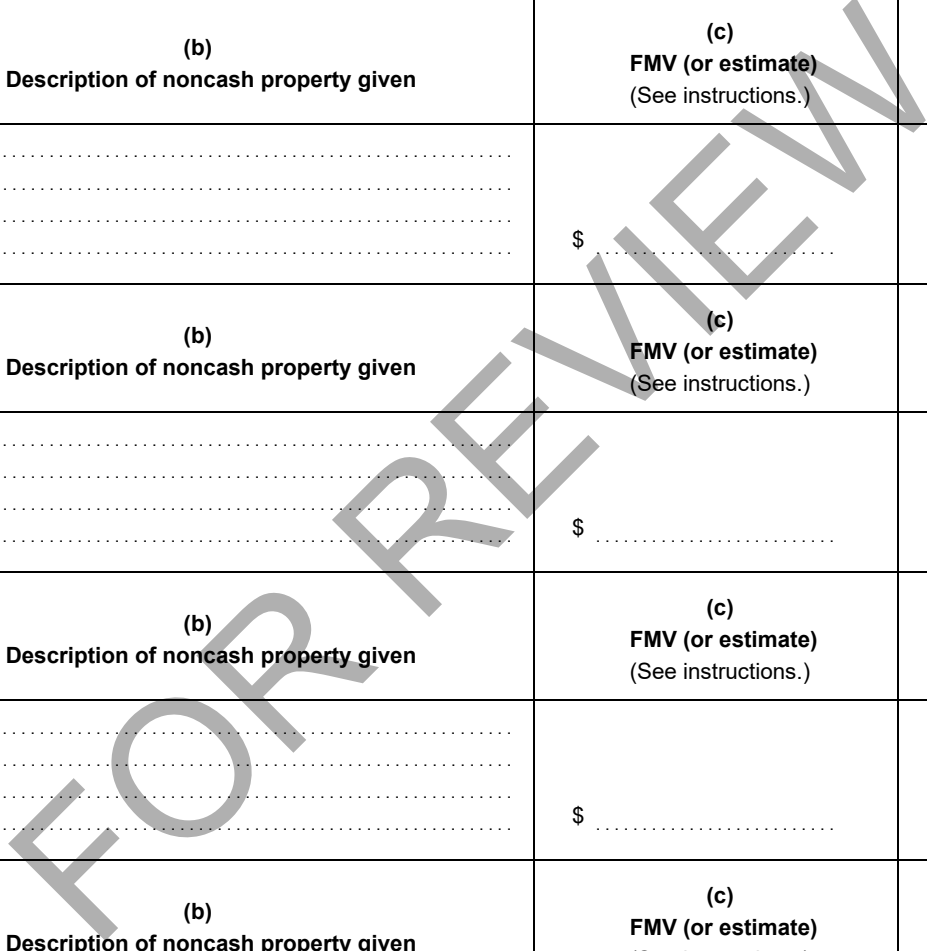 (b)
Description of noncash property given
(c)
FMV (or estimate)
(See instructions.)
$
(b)
Description of noncash property given
(c)
FMV (or estimate)
(See instructions.)
$
(b)
Description of noncash property given
(c)
FMV (or estimate)
(See instructions.)
$
(b)
Description of noncash property given
(c)
FMV (or estimate)
FOR REVIEW